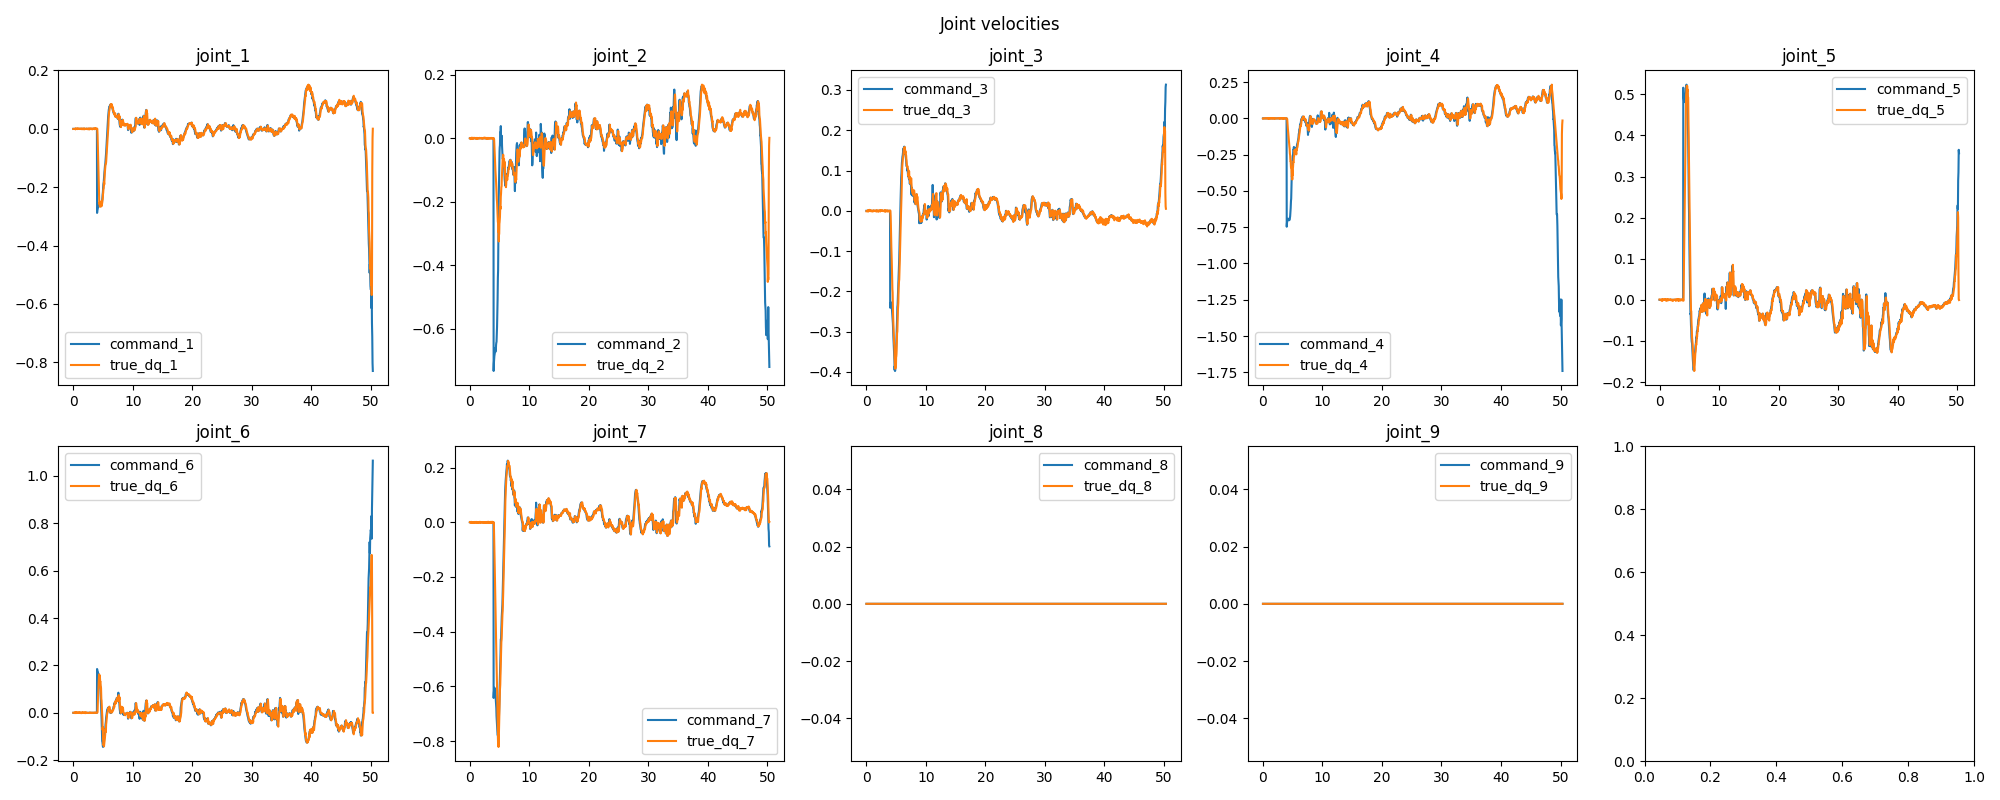 Joint velocities
joint_1
0.2
0.0
−0.2
−0.4
−0.6
−0.8
command_1
true_dq_1
0 10 20 30 40 50
joint_2
0.2
0.0
−0.2
−0.4
−0.6
command_2
true_dq_2
0 10 20 30 40 50
joint_3
0.3
0.2
0.1
0.0
−0.1
−0.2
−0.3
−0.4
command_3
true_dq_3
0 10 20 30 40 50
joint_4
0.25
0.00
−0.25
−0.50
−0.75
−1.00
−1.25
−1.50
−1.75
command_4
true_dq_4
0 10 20 30 40 50
joint_5
0.5
0.4
0.3
0.2
0.1
0.0
−0.1
−0.2
command_5
true_dq_5
0 10 20 30 40 50
joint_6
1.0
0.8
0.6
0.4
0.2
0.0
−0.2
command_6
true_dq_6
0 10 20 30 40 50
joint_7
0.2
0.0
−0.2
−0.4
−0.6
−0.8
command_7
true_dq_7
0 10 20 30 40 50
joint_8
0.04
0.02
0.00
−0.02
−0.04
command_8
true_dq_8
0 10 20 30 40 50
joint_9
0.04
0.02
0.00
−0.02
−0.04
command_9
true_dq_9
0 10 20 30 40 50
1.0
0.8
0.6
0.4
0.2
0.0
0.0 0.2 0.4 0.6 0.8 1.0